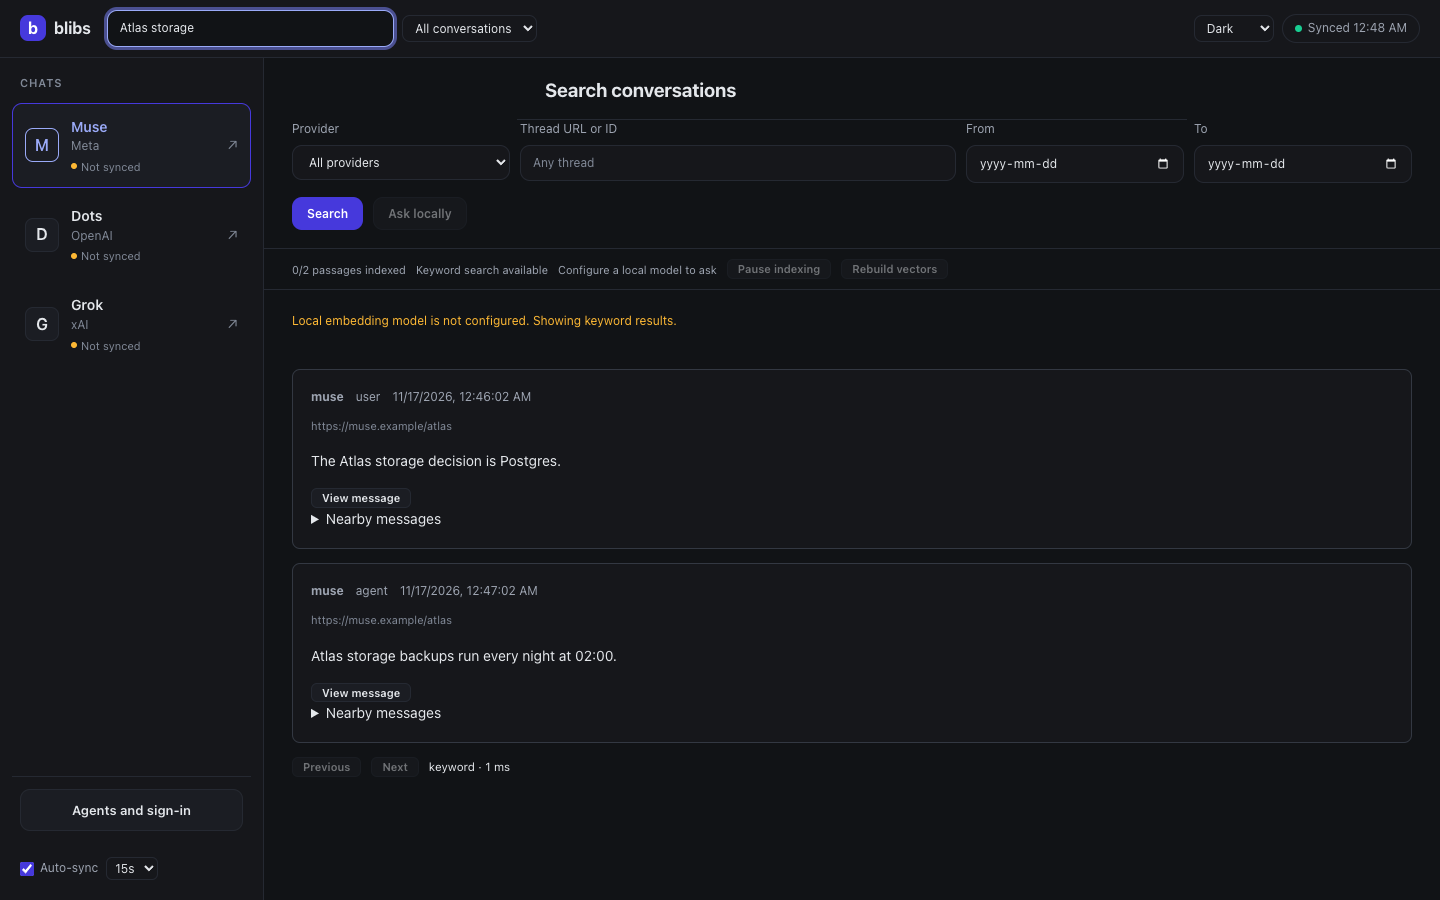 b blibs Atlas storage All conversations Dark Synced 12:48 AM
CHATS
M Muse
Meta
Not synced
D Dots
OpenAI
Not synced
G Grok
xAI
Not synced
Agents and sign-in
Auto-sync 15s
Search conversations
Provider Thread URL or ID From To
All providers Any thread yyyy-mm-dd yyyy-mm-dd
Search Ask locally
0/2 passages indexed Keyword search available Configure a local model to ask Pause indexing Rebuild vectors
Local embedding model is not configured. Showing keyword results.
muse user 11/17/2026, 12:46:02 AM
https://muse.example/atlas
The Atlas storage decision is Postgres.
View message
Nearby messages
muse agent 11/17/2026, 12:47:02 AM
https://muse.example/atlas
Atlas storage backups run every night at 02:00.
View message
Nearby messages
Previous Next keyword · 1 ms